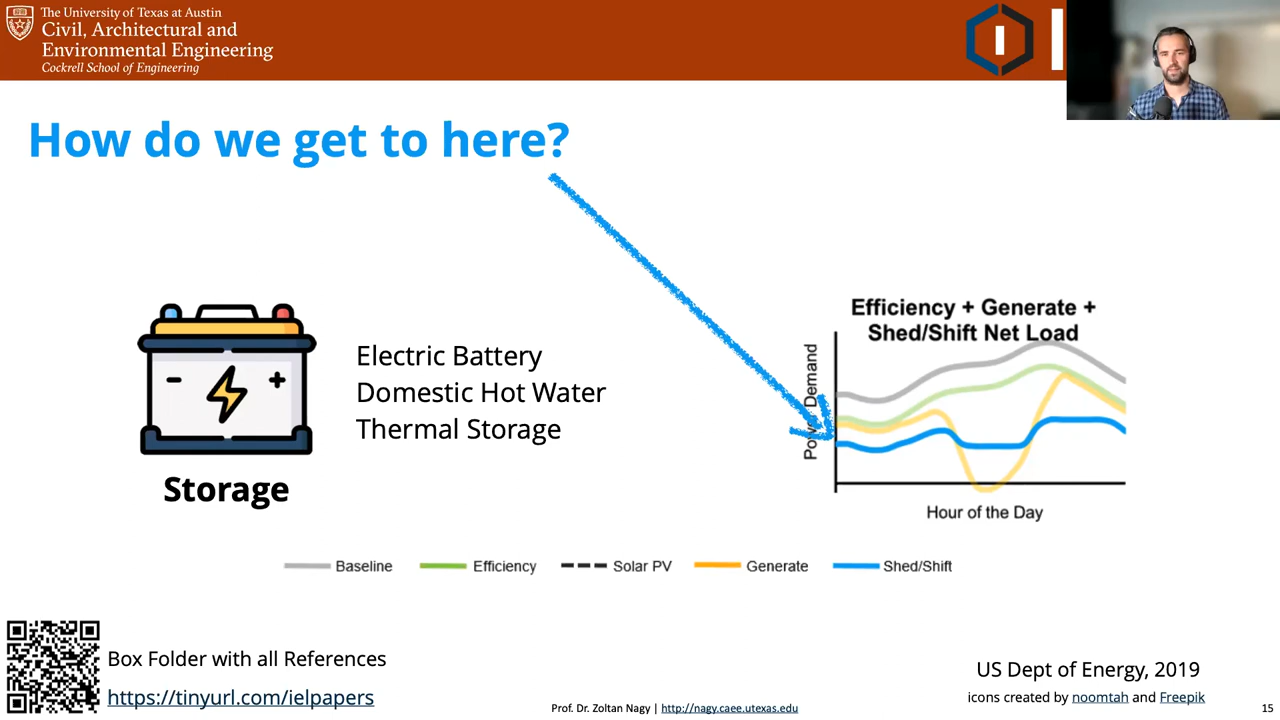 The University of Texas at Austin
Civil, Architectural and
Environmental Engineering
Cockrell School of Engineering
How do we get to here?
Electric Battery
Domestic Hot Water
Thermal Storage
Storage
Efficiency + Generate +
Shed/Shift Net Load
Power Demand
Hour of the Day
Baseline
Efficiency
Solar PV
Generate
Shed/Shift
Box Folder with all References
https://tinyurl.com/ielpapers
US Dept of Energy, 2019
icons created by noomtah and Freepik
Prof. Dr. Zoltan Nagy | http://nagy.caee.utexas.edu
15